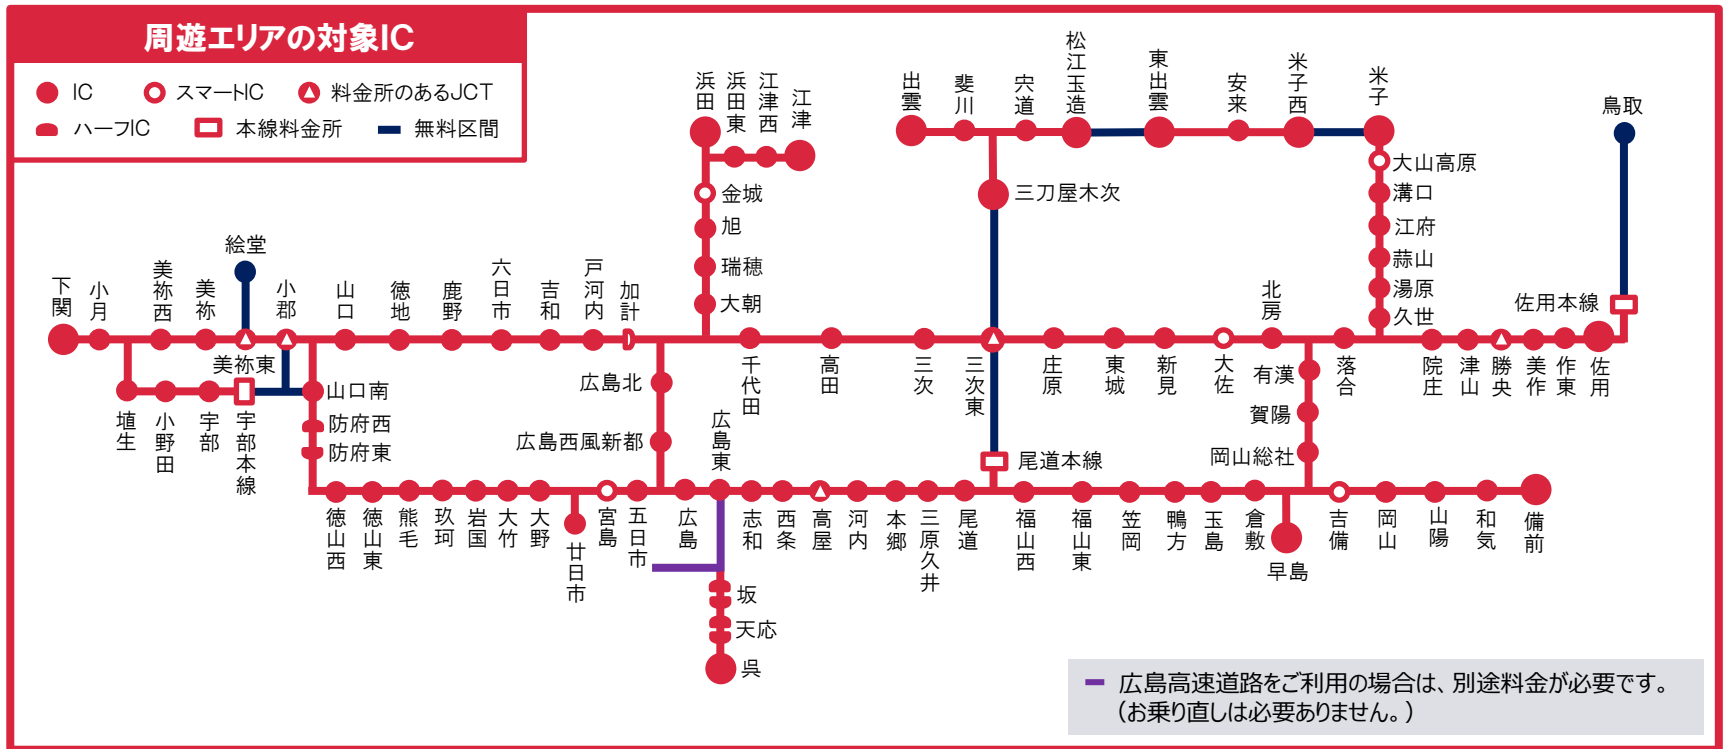 周遊エリアの対象IC
IC
スマートIC
料金所のあるJCT
ハーフIC
本線料金所
無料区間
浜田
浜田東
江津西
江津
出雲
斐川
宍道
松江玉造
東出雲
安来
米子西
米子
鳥取
大山高原
金城
三刀屋木次
溝口
旭
江府
絵堂
瑞穂
蒜山
湯原
大朝
佐用本線
久世
下関
小月
美祢西
美祢
小郡
山口
徳地
鹿野
六日市
吉和
戸河内
加計
北房
美祢東
千代田
高田
三次
三次東
庄原
東城
新見
大佐
落合
院庄
津山
勝央
美作
作東
佐用
有漢
広島北
山口南
賀陽
埴生
小野田
宇部
宇部本線
防府西
防府東
広島西風新都
広島東
尾道本線
岡山総社
徳山西
徳山東
熊毛
玖珂
岩国
大竹
大野
廿日市
宮島
五日市
広島
志和
西条
高屋
河内
本郷
三原久井
尾道
福山西
福山東
笠岡
鴨方
玉島
倉敷
早島
吉備
岡山
山陽
和気
備前
坂
天応
呉
広島高速道路をご利用の場合は、別途料金が必要です。
（お乗り直しは必要ありません。）